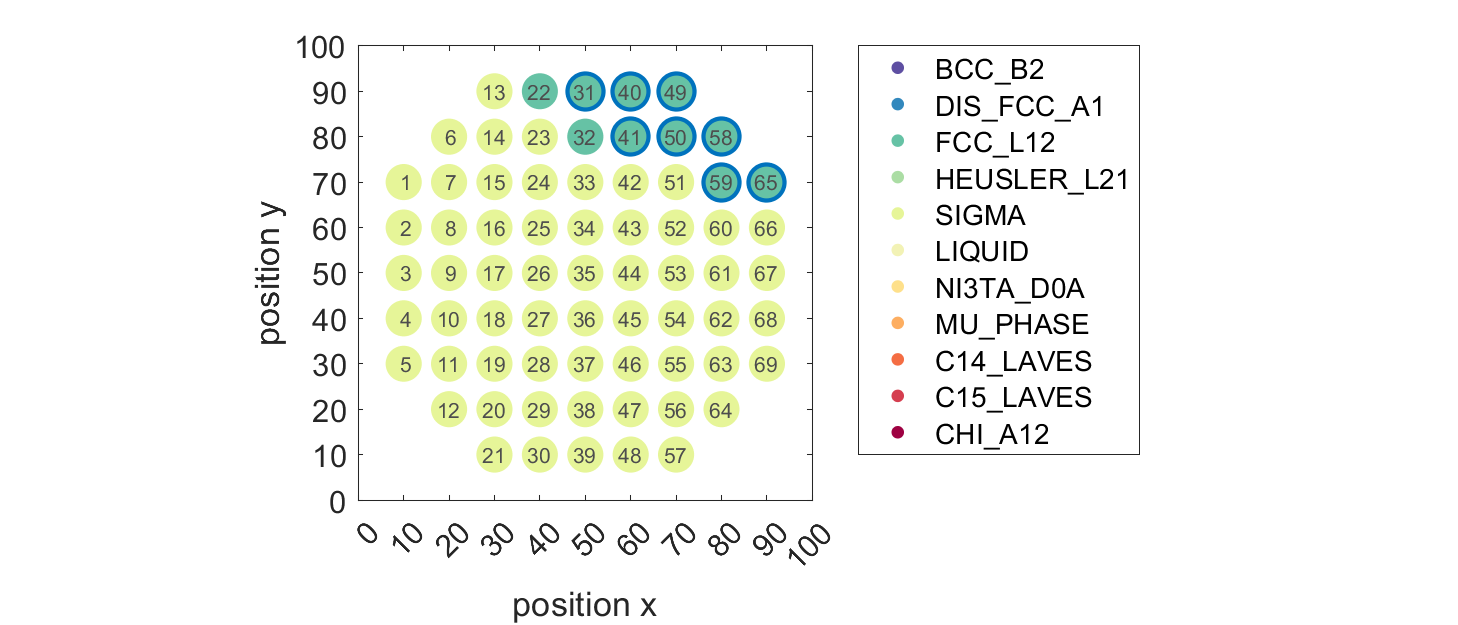 100
90
80
70
60
50
40
30
20
10
0
position y
13 22 31 40 49
6 14 23 32 41 50 58
1 7 15 24 33 42 51 59 65
2 8 16 25 34 43 52 60 66
3 9 17 26 35 44 53 61 67
4 10 18 27 36 45 54 62 68
5 11 19 28 37 46 55 63 69
12 20 29 38 47 56 64
21 30 39 48 57
0 10 20 30 40 50 60 70 80 90 100
position x
BCC_B2
DIS_FCC_A1
FCC_L12
HEUSLER_L21
SIGMA
LIQUID
NI3TA_D0A
MU_PHASE
C14_LAVES
C15_LAVES
CHI_A12